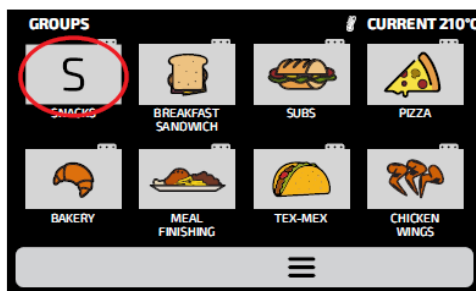 GROUPS
CURRENT 210°C
S
SNACKS
BREAKFAST
SANDWICH
SUBS
PIZZA
BAKERY
MEAL
FINISHING
TEX-MEX
CHICKEN
WINGS